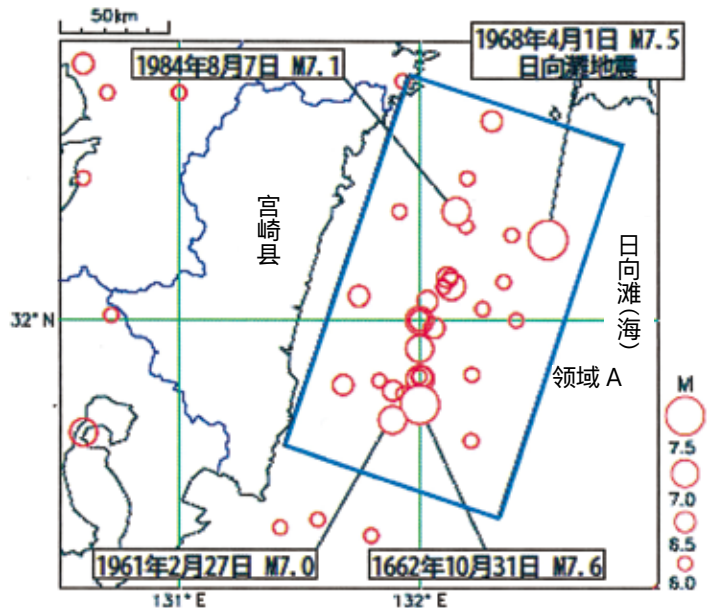 50km
1968年4月1日 M7.5
日向灘地震
1984年8月7日 M7.1
宫崎县
日向滩(海)
32°N
领域 A
M
7.5
7.0
6.5
6.0
1961年2月27日 M7.0
1662年10月31日 M7.6
131°E
132°E